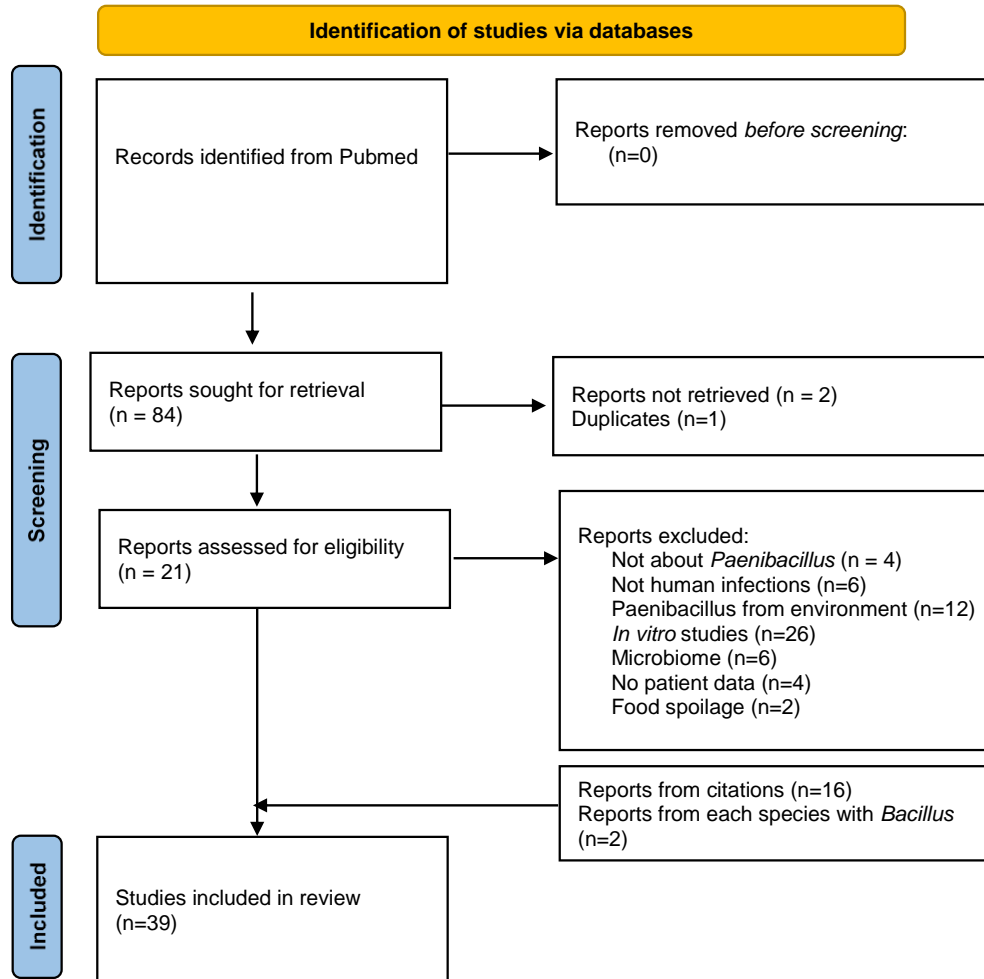 Identification of studies via databases
Identification
Records identified from Pubmed
Reports removed before screening:
(n=0)
Screening
Reports sought for retrieval
(n = 84)
Reports not retrieved (n = 2)
Duplicates (n=1)
Reports assessed for eligibility
(n = 21)
Reports excluded:
Not about Paenibacillus (n = 4)
Not human infections (n=6)
Paenibacillus from environment (n=12)
In vitro studies (n=26)
Microbiome (n=6)
No patient data (n=4)
Food spoilage (n=2)
Reports from citations (n=16)
Reports from each species with Bacillus
(n=2)
Included
Studies included in review
(n=39)